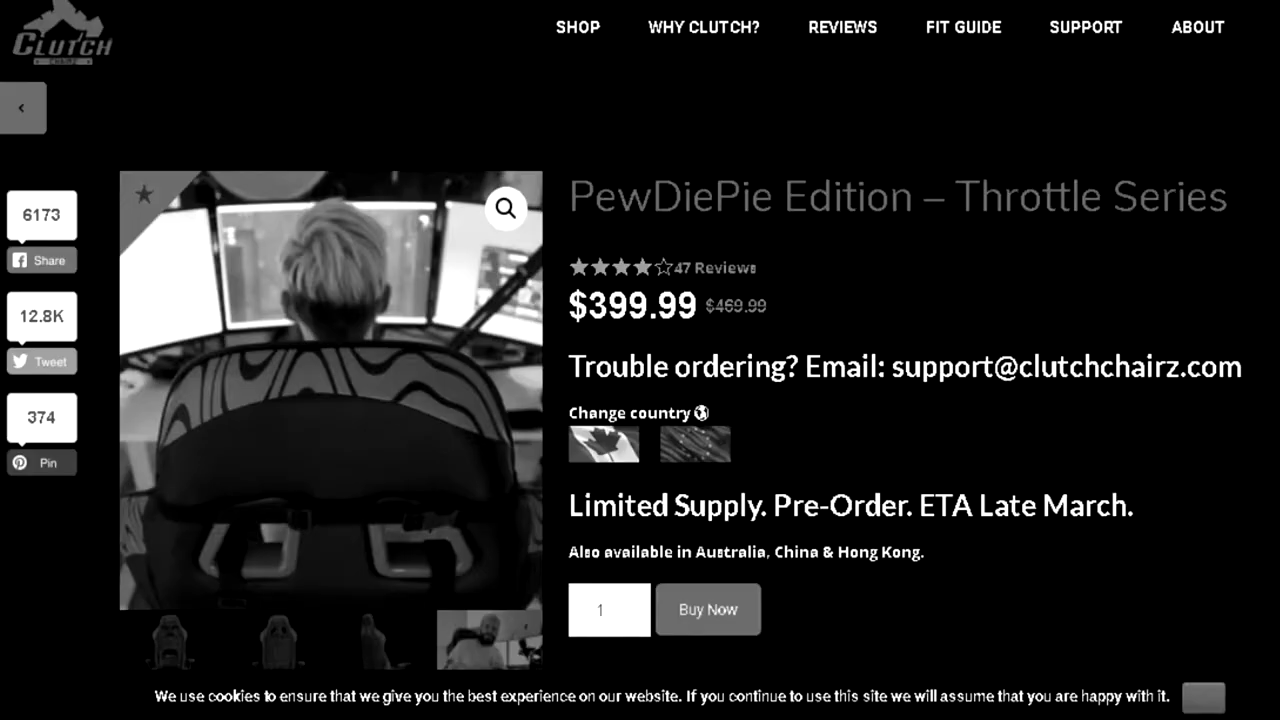 CLUTCH
CHAIRZ
SHOP WHY CLUTCH? REVIEWS FIT GUIDE SUPPORT ABOUT
6173
Share
12.8K
Tweet
374
Pin
PewDiePie Edition – Throttle Series
47 Reviews
$399.99 $469.99
Trouble ordering? Email: support@clutchchairz.com
Change country
Limited Supply. Pre-Order. ETA Late March.
Also available in Australia, China & Hong Kong.
1 Buy Now
We use cookies to ensure that we give you the best experience on our website. If you continue to use this site we will assume that you are happy with it.